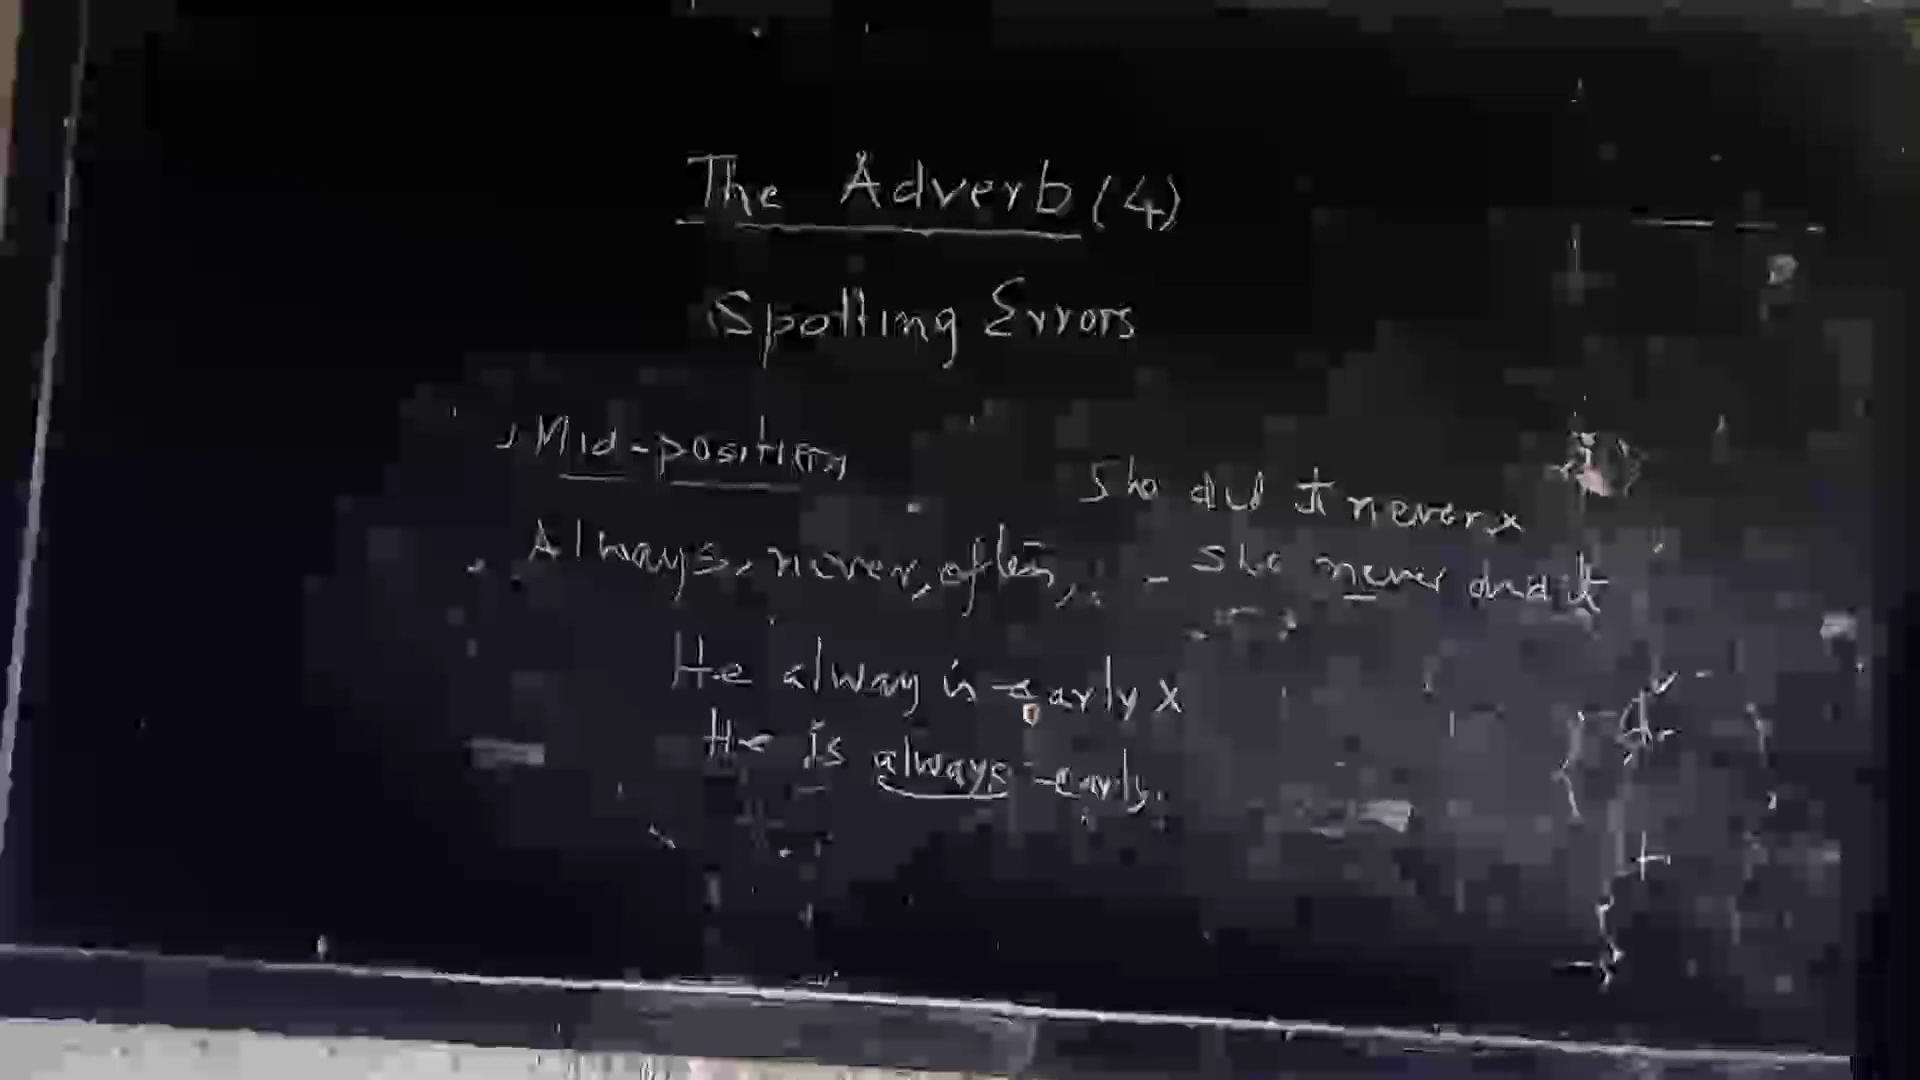 The Adverb (4)
Spotting Errors
Mid-position
She did it never x
Always, never, often, - She never did it
He alway is early x
He is always early.